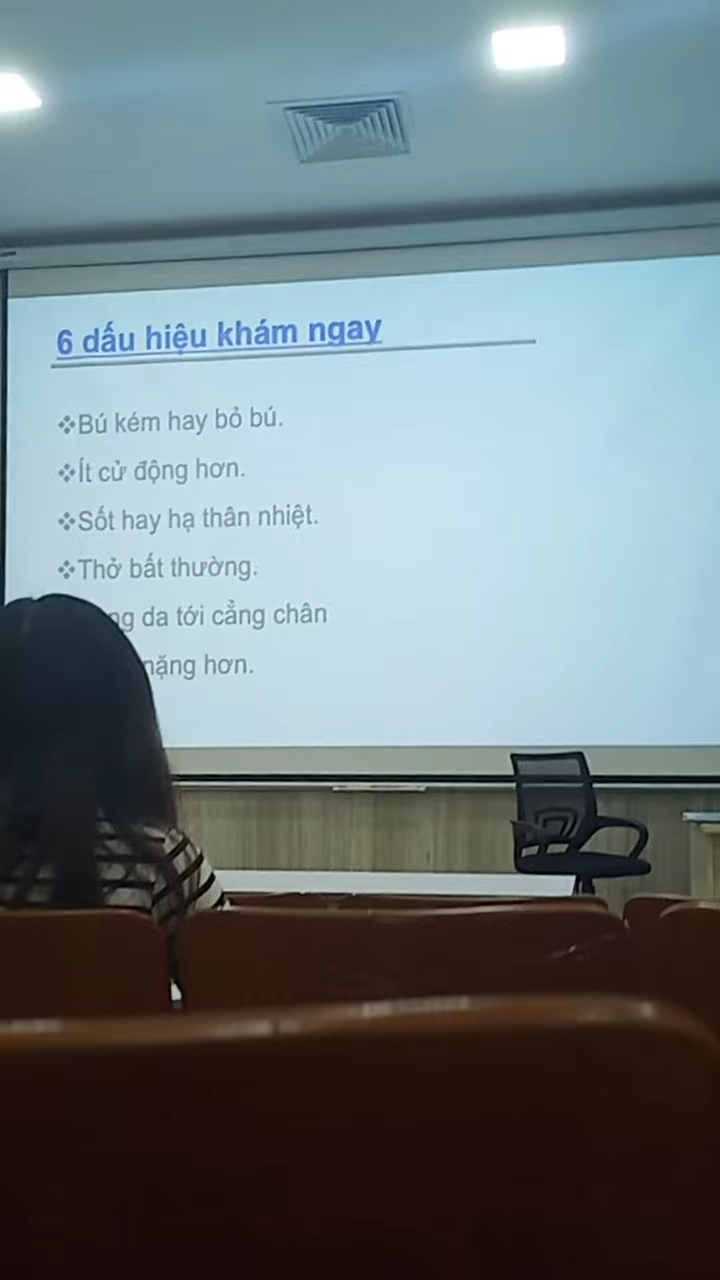 6 dấu hiệu khám ngay
❖Bú kém hay bỏ bú.
❖Ít cử động hơn.
❖Sốt hay hạ thân nhiệt.
❖Thở bất thường.
da tới cẳng chân
nặng hơn.